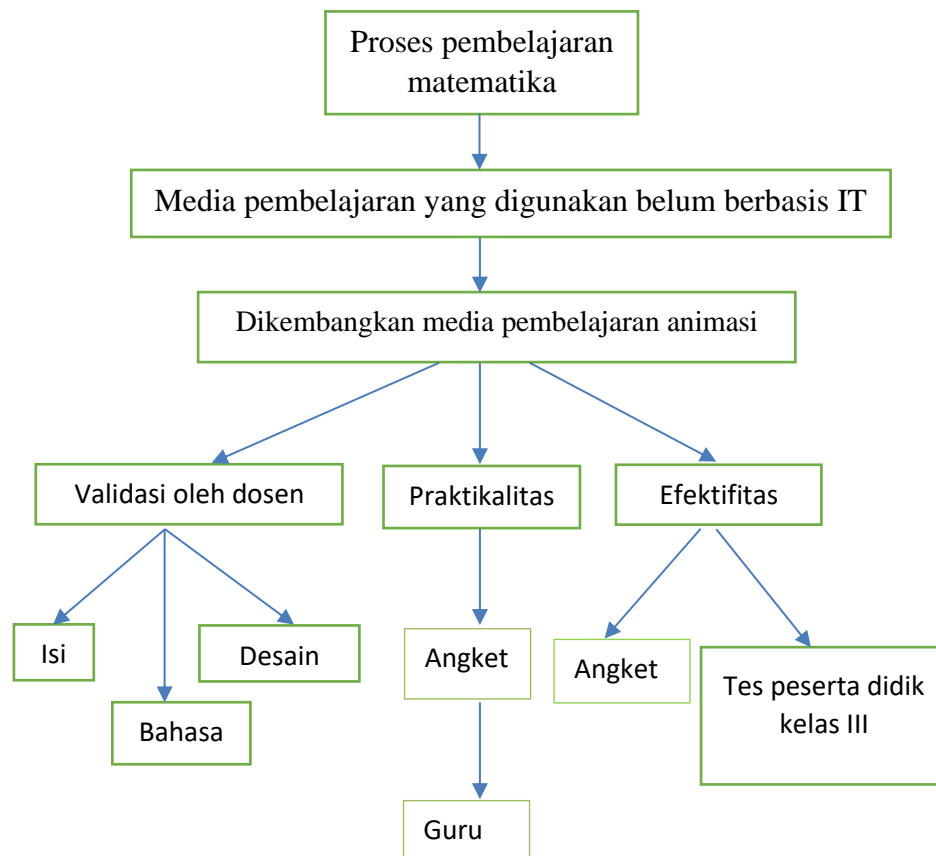 Proses pembelajaran
matematika
Media pembelajaran yang digunakan belum berbasis IT
Dikembangkan media pembelajaran animasi
Validasi oleh dosen
Praktikalitas
Efektifitas
Isi
Bahasa
Desain
Angket
Guru
Angket
Tes peserta didik
kelas III